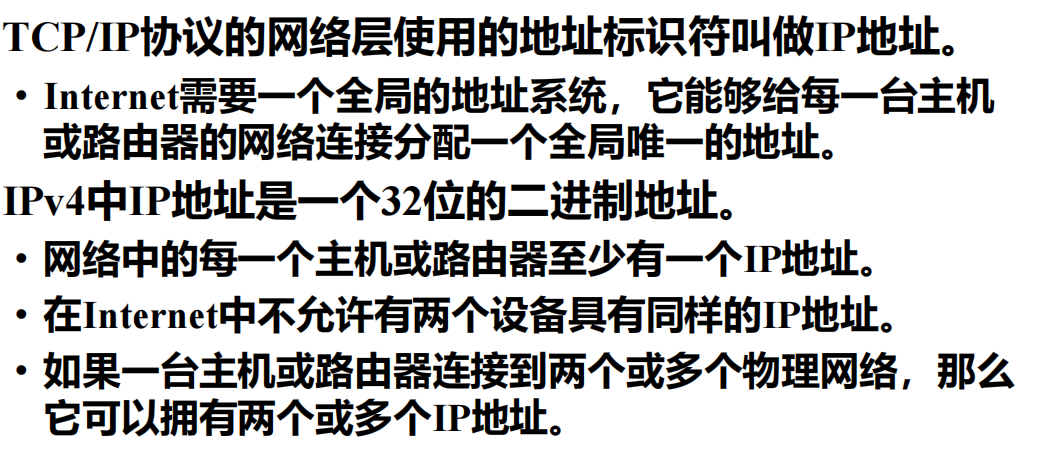 TCP/IP协议的网络层使用的地址标识符叫做IP地址。
• Internet需要一个全局的地址系统，它能够给每一台主机
或路由器的网络连接分配一个全局唯一的地址。
IPv4中IP地址是一个32位的二进制地址。
• 网络中的每一个主机或路由器至少有一个IP地址。
• 在Internet中不允许有两个设备具有同样的IP地址。
• 如果一台主机或路由器连接到两个或多个物理网络，那么
它可以拥有两个或多个IP地址。